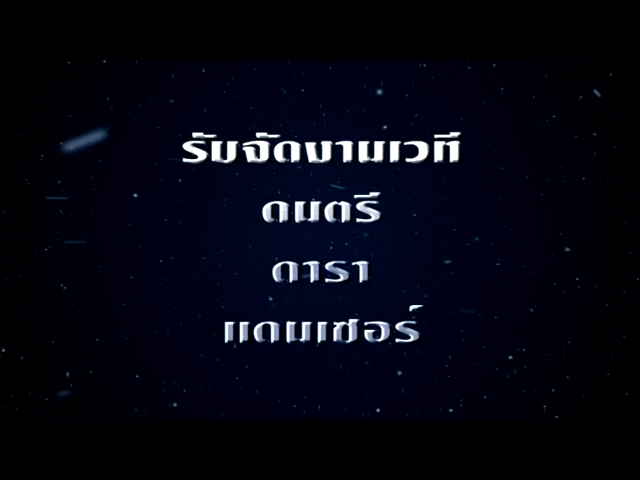 รับจัดงานเวที
ดนตรี
ดารา
แดนเซอร์